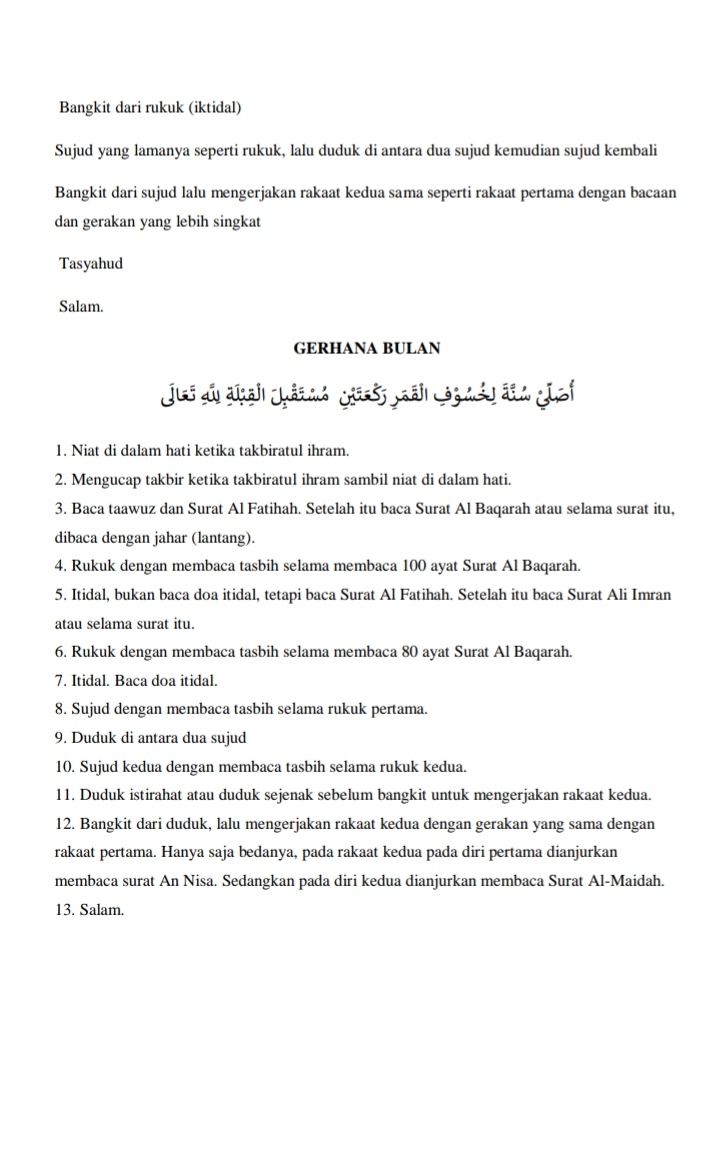 Bangkit dari rukuk (iktidal)
Sujud yang lamanya seperti rukuk, lalu duduk di antara dua sujud kemudian sujud kembali
Bangkit dari sujud lalu mengerjakan rakaat kedua sama seperti rakaat pertama dengan bacaan
dan gerakan yang lebih singkat
Tasyahud
Salam.
GERHANA BULAN
أُصَلِّيْ سُنَّةً لِخُسُوْفِ الْقَمَرِ رَكْعَتَيْنِ مُسْتَقْبِلَ الْقِبْلَةِ لِلّٰهِ تَعَالَى
1. Niat di dalam hati ketika takbiratul ihram.
2. Mengucap takbir ketika takbiratul ihram sambil niat di dalam hati.
3. Baca taawuz dan Surat Al Fatihah. Setelah itu baca Surat Al Baqarah atau selama surat itu,
dibaca dengan jahar (lantang).
4. Rukuk dengan membaca tasbih selama membaca 100 ayat Surat Al Baqarah.
5. Itidal, bukan baca doa itidal, tetapi baca Surat Al Fatihah. Setelah itu baca Surat Ali Imran
atau selama surat itu.
6. Rukuk dengan membaca tasbih selama membaca 80 ayat Surat Al Baqarah.
7. Itidal. Baca doa itidal.
8. Sujud dengan membaca tasbih selama rukuk pertama.
9. Duduk di antara dua sujud
10. Sujud kedua dengan membaca tasbih selama rukuk kedua.
11. Duduk istirahat atau duduk sejenak sebelum bangkit untuk mengerjakan rakaat kedua.
12. Bangkit dari duduk, lalu mengerjakan rakaat kedua dengan gerakan yang sama dengan
rakaat pertama. Hanya saja bedanya, pada rakaat kedua pada diri pertama dianjurkan
membaca surat An Nisa. Sedangkan pada diri kedua dianjurkan membaca Surat Al-Maidah.
13. Salam.